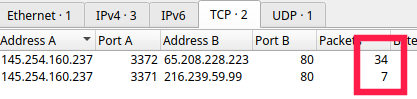 Ethernet · 1 IPv4 · 3 IPv6 TCP · 2 UDP · 1
Address A Port A Address B Port B Packets Byte
145.254.160.237 3372 65.208.228.223 80 34
145.254.160.237 3371 216.239.59.99 80 7